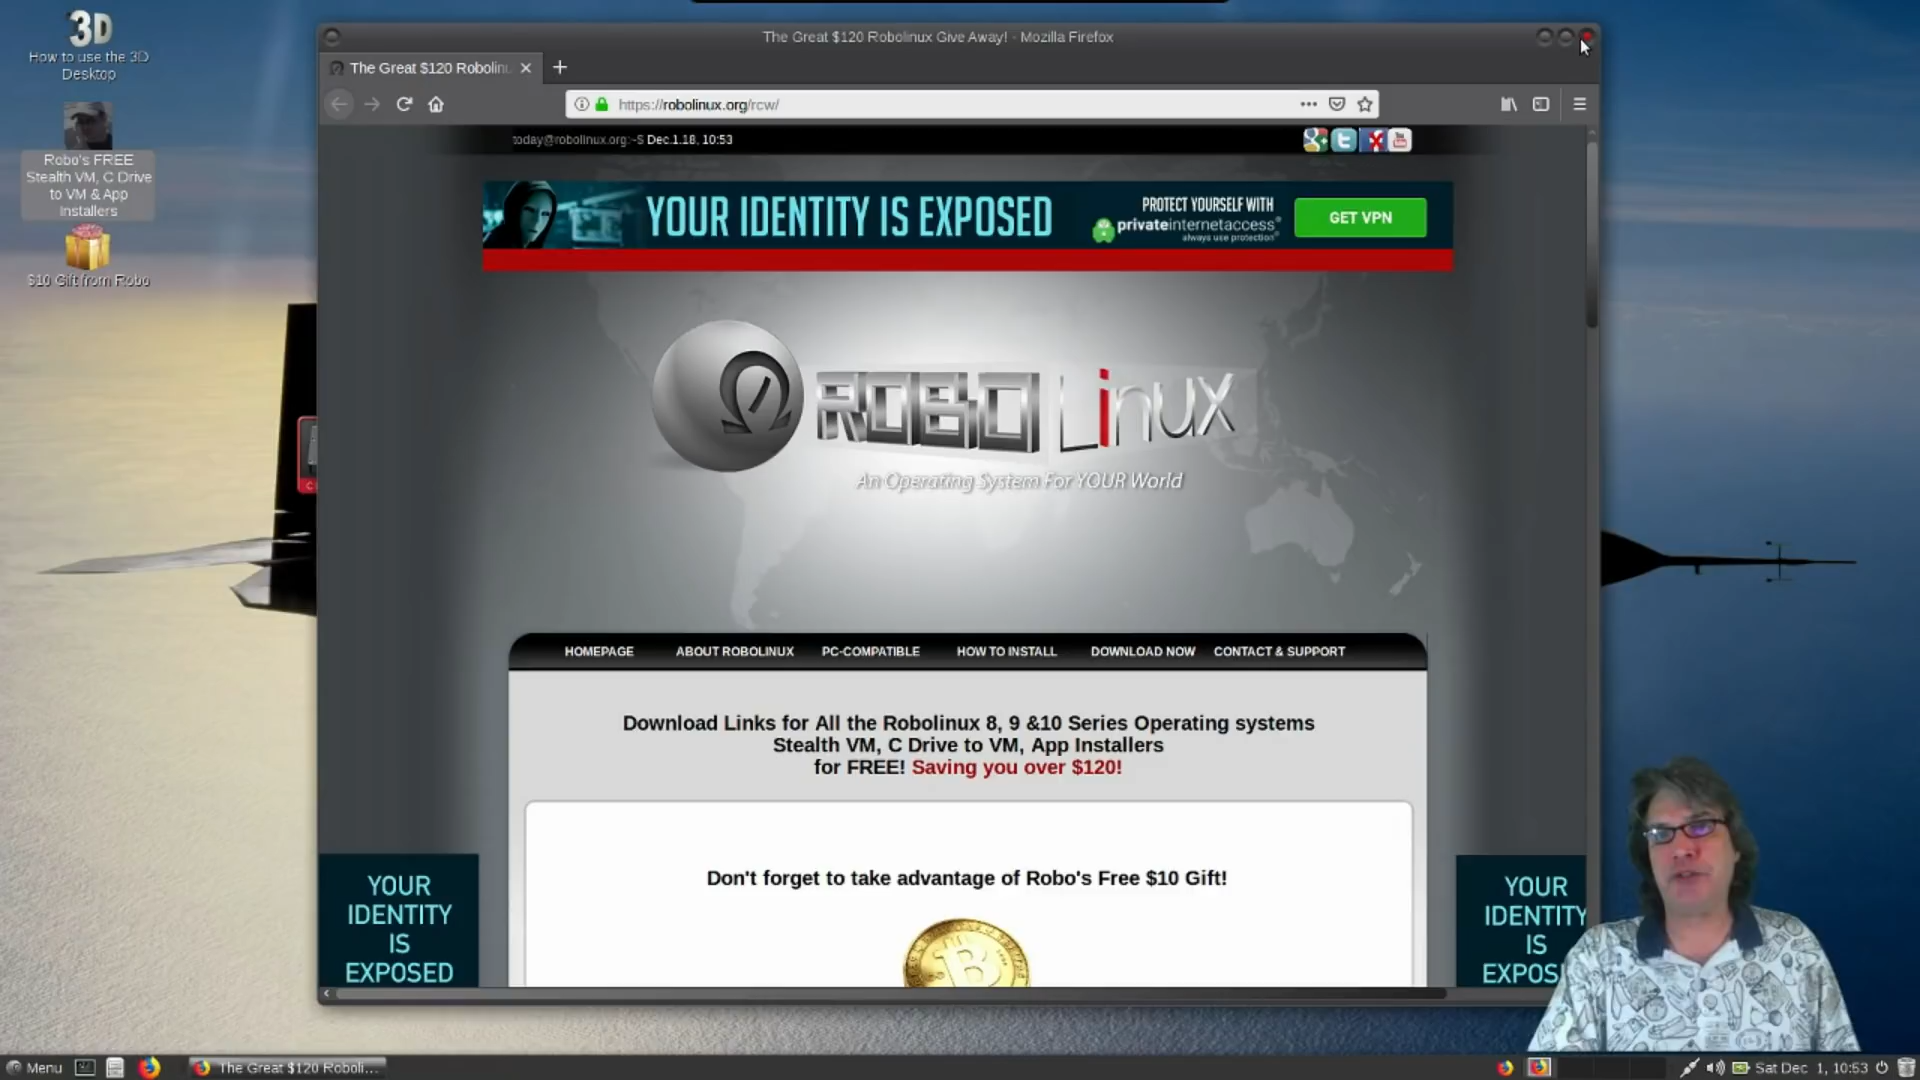 3D
How to use the 3D
Desktop
Robo's FREE
Stealth VM, C Drive
to VM & App
Installers
$10 Gift from Robo
The Great $120 Robolinux Give Away! - Mozilla Firefox
The Great $120 Robolinu
https://robolinux.org/rcw/
today@robolinux.org:~$ Dec.1.18, 10:53
YOUR IDENTITY IS EXPOSED
PROTECT YOURSELF WITH
privateinternetaccess®
always use protection®
GET VPN
ROBO Linux
An Operating System For YOUR World
HOMEPAGE ABOUT ROBOLINUX PC-COMPATIBLE HOW TO INSTALL DOWNLOAD NOW CONTACT & SUPPORT
Download Links for All the Robolinux 8, 9 &10 Series Operating systems
Stealth VM, C Drive to VM, App Installers
for FREE! Saving you over $120!
Don't forget to take advantage of Robo's Free $10 Gift!
YOUR
IDENTITY
IS
EXPOSED
YOUR
IDENTITY
IS
EXPOS
Menu
The Great $120 Roboli...
Sat Dec 1, 10:53